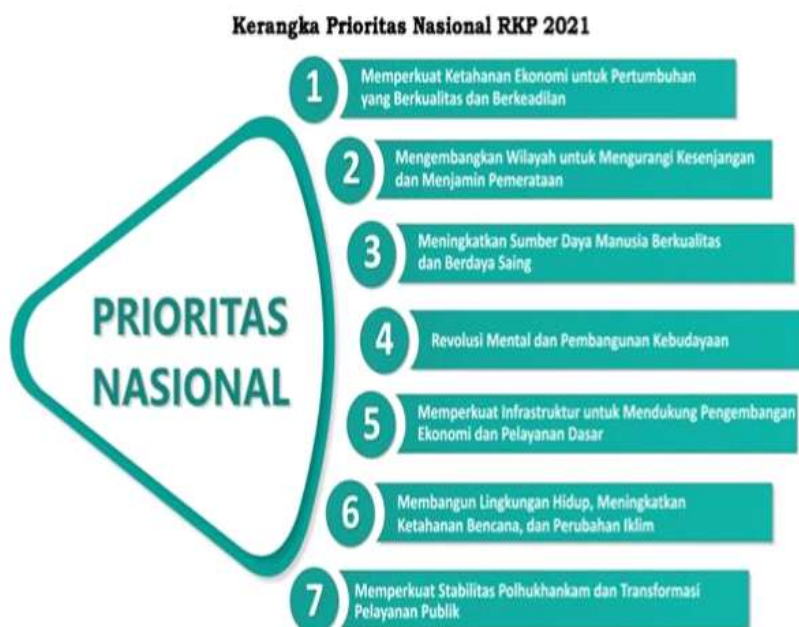 Kerangka Prioritas Nasional RKP 2021
1
Memperkuat Ketahanan Ekonomi untuk Pertumbuhan
yang Berkualitas dan Berkeadilan
2
Mengembangkan Wilayah untuk Mengurangi Kesenjangan
dan Menjamin Pemerataan
3
Meningkatkan Sumber Daya Manusia Berkualitas
dan Berdaya Saing
PRIORITAS
NASIONAL
4
Revolusi Mental dan Pembangunan Kebudayaan
5
Memperkuat Infrastruktur untuk Mendukung Pengembangan
Ekonomi dan Pelayanan Dasar
6
Membangun Lingkungan Hidup, Meningkatkan
Ketahanan Bencana, dan Perubahan Iklim
7
Memperkuat Stabilitas Polhukhankam dan Transformasi
Pelayanan Publik